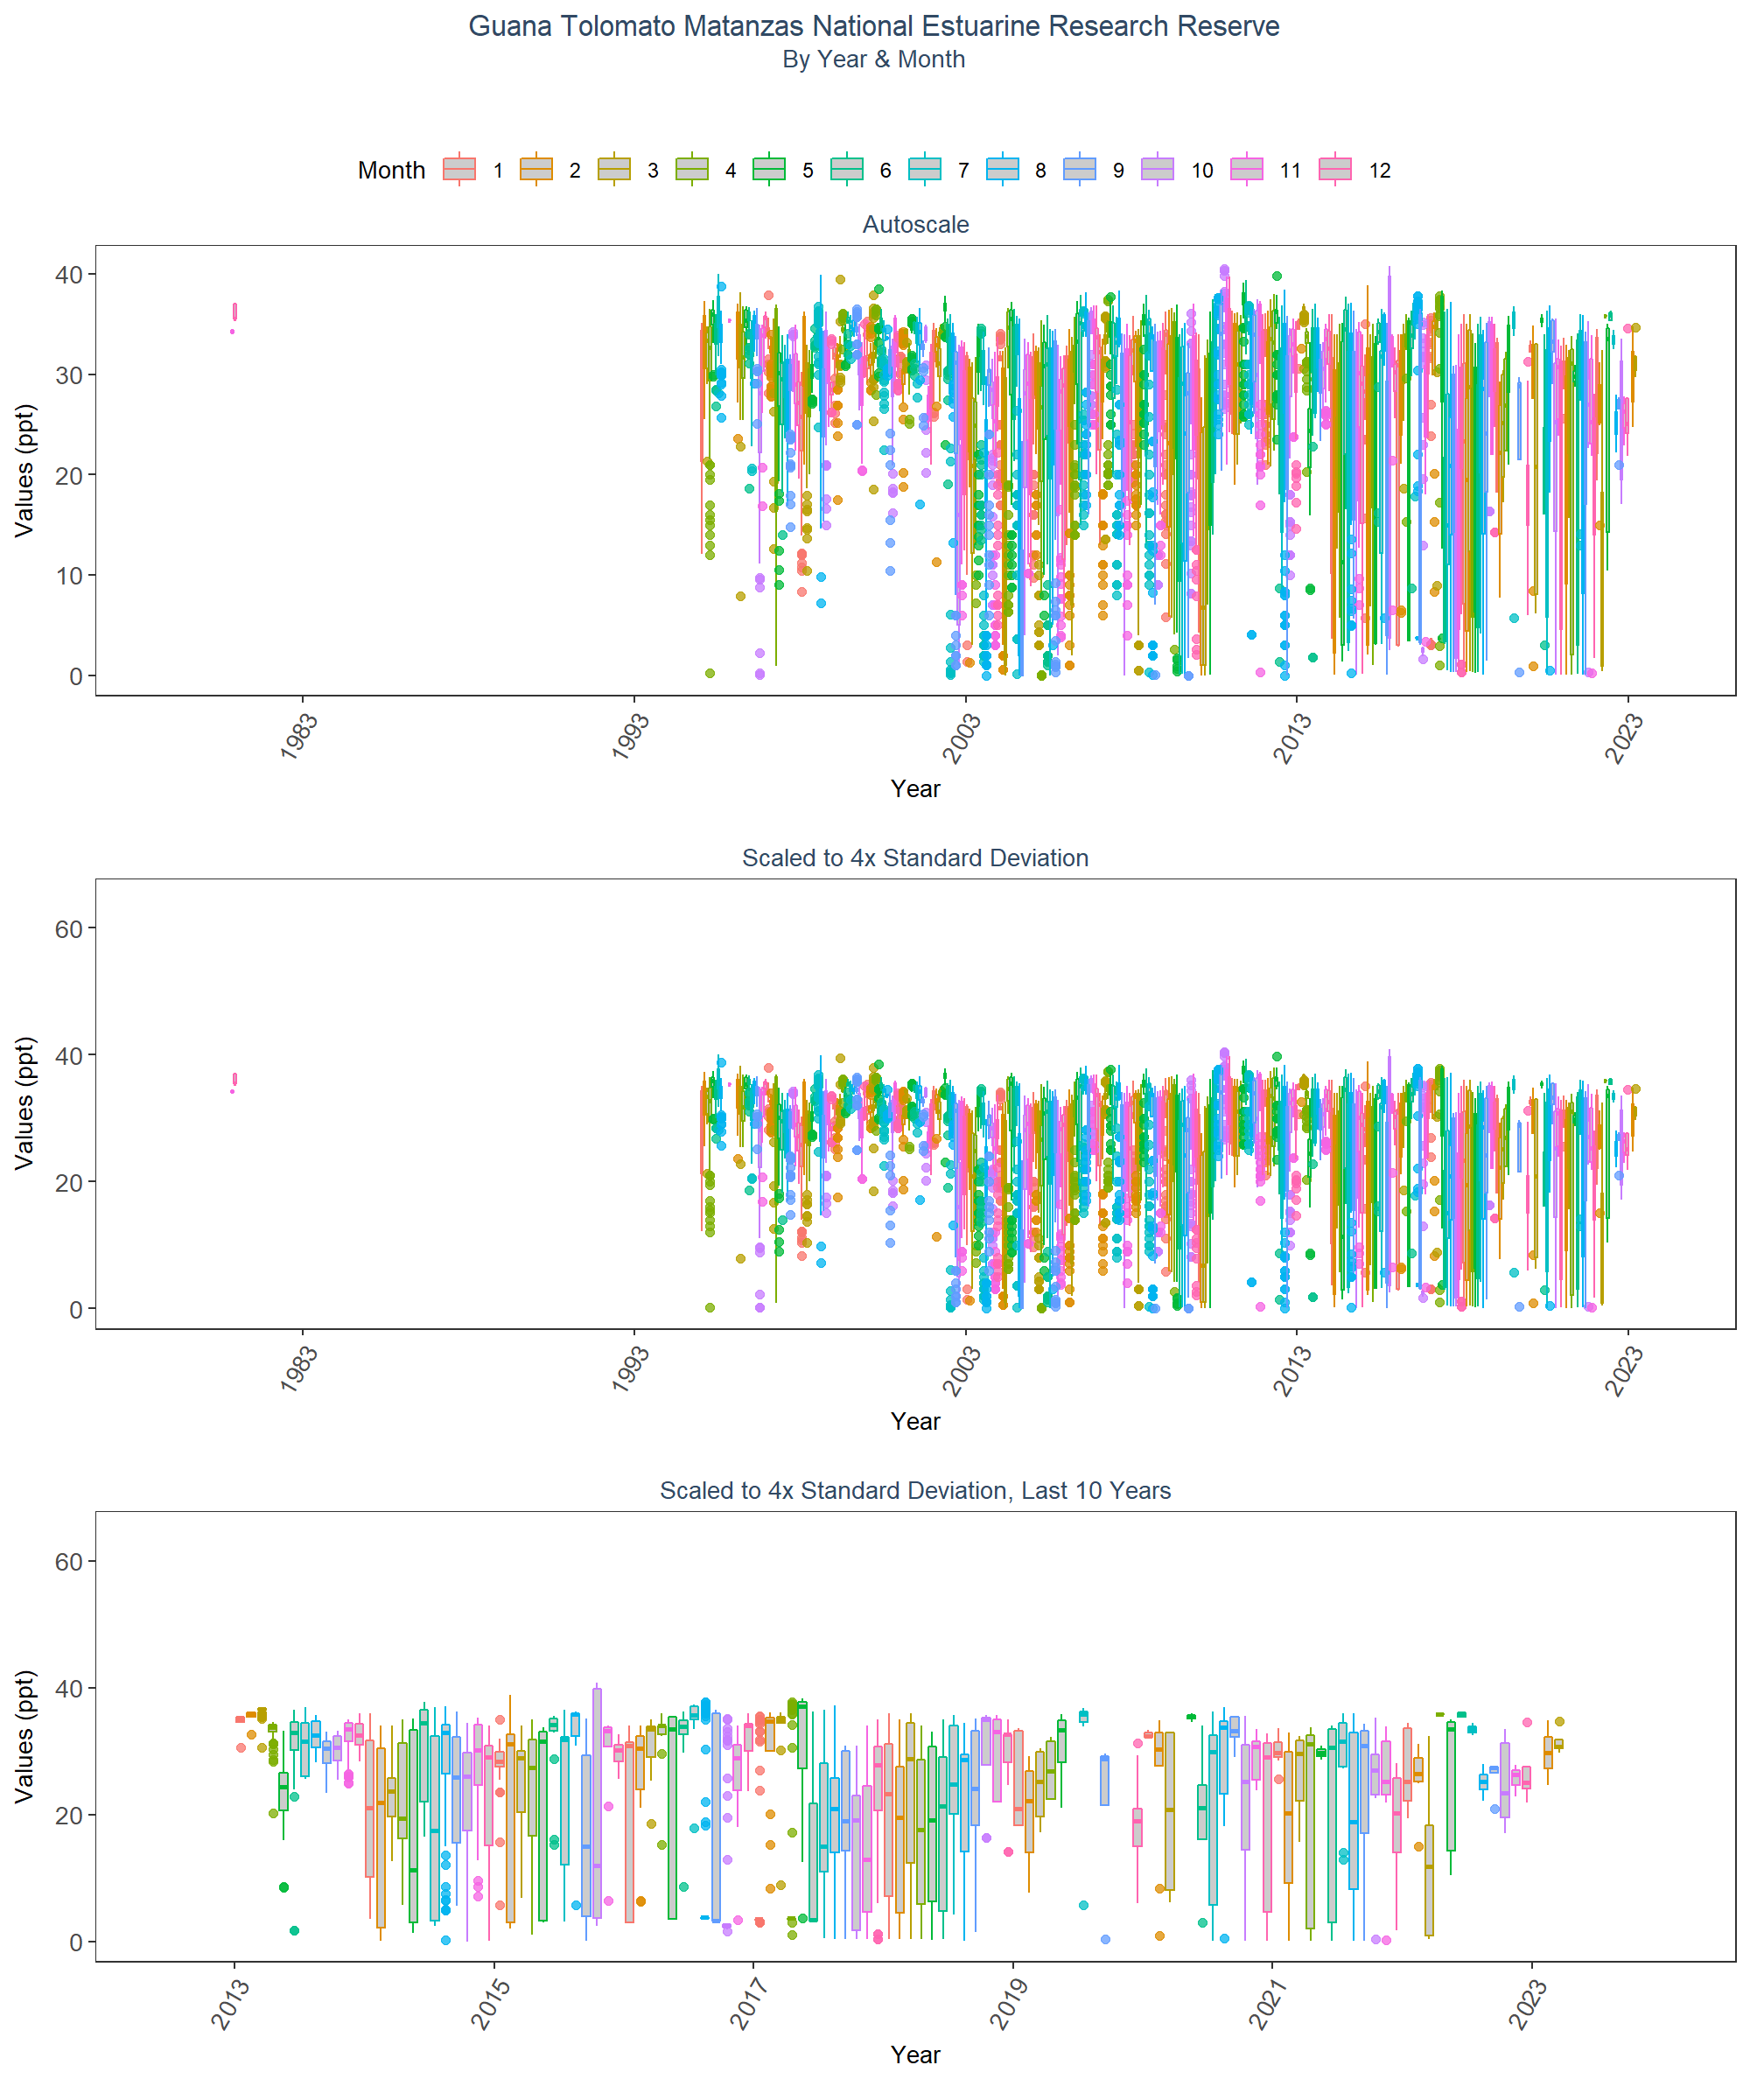 Guana Tolomato Matanzas National Estuarine Research Reserve
By Year & Month
Month 1 2 3 4 5 6 7 8 9 10 11 12
Autoscale
Values (ppt)
40
30
20
10
0
1983 1993 2003 2013 2023
Year
Scaled to 4x Standard Deviation
Values (ppt)
60
40
20
0
1983 1993 2003 2013 2023
Year
Scaled to 4x Standard Deviation, Last 10 Years
Values (ppt)
60
40
20
0
2013 2015 2017 2019 2021 2023
Year